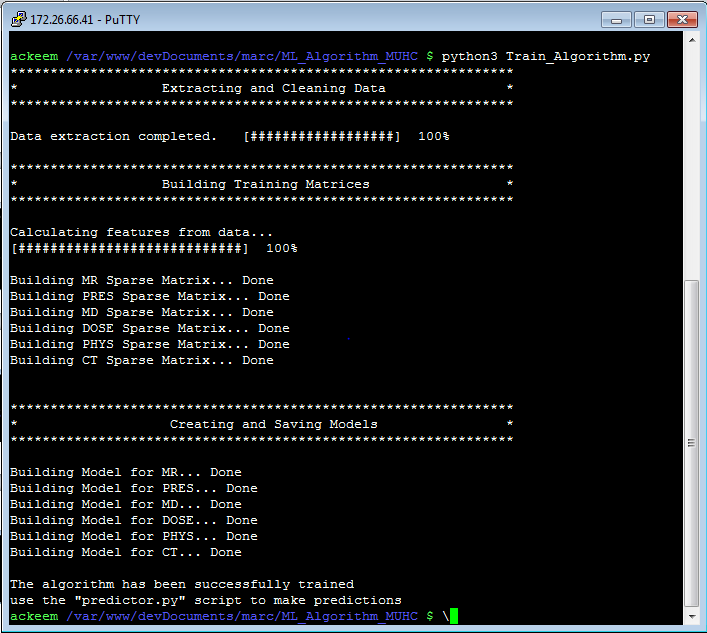 172.26.66.41 - PuTTY
ackeem /var/www/devDocuments/marc/ML_Algorithm_MUHC $ python3 Train_Algorithm.py
***************************************************************
* Extracting and Cleaning Data *
***************************************************************
Data extraction completed. [##################] 100%
***************************************************************
* Building Training Matrices *
***************************************************************
Calculating features from data...
[############################] 100%
Building MR Sparse Matrix... Done
Building PRES Sparse Matrix... Done
Building MD Sparse Matrix... Done
Building DOSE Sparse Matrix... Done
Building PHYS Sparse Matrix... Done
Building CT Sparse Matrix... Done
***************************************************************
* Creating and Saving Models *
***************************************************************
Building Model for MR... Done
Building Model for PRES... Done
Building Model for MD... Done
Building Model for DOSE... Done
Building Model for PHYS... Done
Building Model for CT... Done
The algorithm has been successfully trained
use the "predictor.py" script to make predictions
ackeem /var/www/devDocuments/marc/ML_Algorithm_MUHC $ \